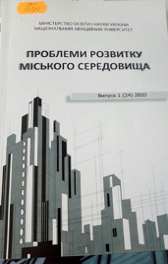 МІНІСТЕРСТВО ОСВІТИ І НАУКИ УКРАЇНИ
НАЦІОНАЛЬНИЙ АВІАЦІЙНИЙ УНІВЕРСИТЕТ
ПРОБЛЕМИ РОЗВИТКУ
МІСЬКОГО СЕРЕДОВИЩА
Випуск 1 (24) 2020